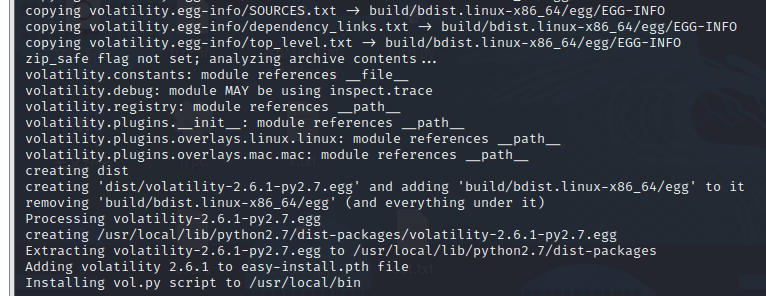 copying volatility.egg-info/SOURCES.txt → build/bdist.linux-x86_64/egg/EGG-INFO
copying volatility.egg-info/dependency_links.txt → build/bdist.linux-x86_64/egg/EGG-INFO
copying volatility.egg-info/top_level.txt → build/bdist.linux-x86_64/egg/EGG-INFO
zip_safe flag not set; analyzing archive contents...
volatility.constants: module references __file__
volatility.debug: module MAY be using inspect.trace
volatility.registry: module references __path__
volatility.plugins.__init__: module references __path__
volatility.plugins.overlays.linux.linux: module references __path__
volatility.plugins.overlays.mac.mac: module references __path__
creating dist
creating 'dist/volatility-2.6.1-py2.7.egg' and adding 'build/bdist.linux-x86_64/egg' to it
removing 'build/bdist.linux-x86_64/egg' (and everything under it)
Processing volatility-2.6.1-py2.7.egg
creating /usr/local/lib/python2.7/dist-packages/volatility-2.6.1-py2.7.egg
Extracting volatility-2.6.1-py2.7.egg to /usr/local/lib/python2.7/dist-packages
Adding volatility 2.6.1 to easy-install.pth file
Installing vol.py script to /usr/local/bin